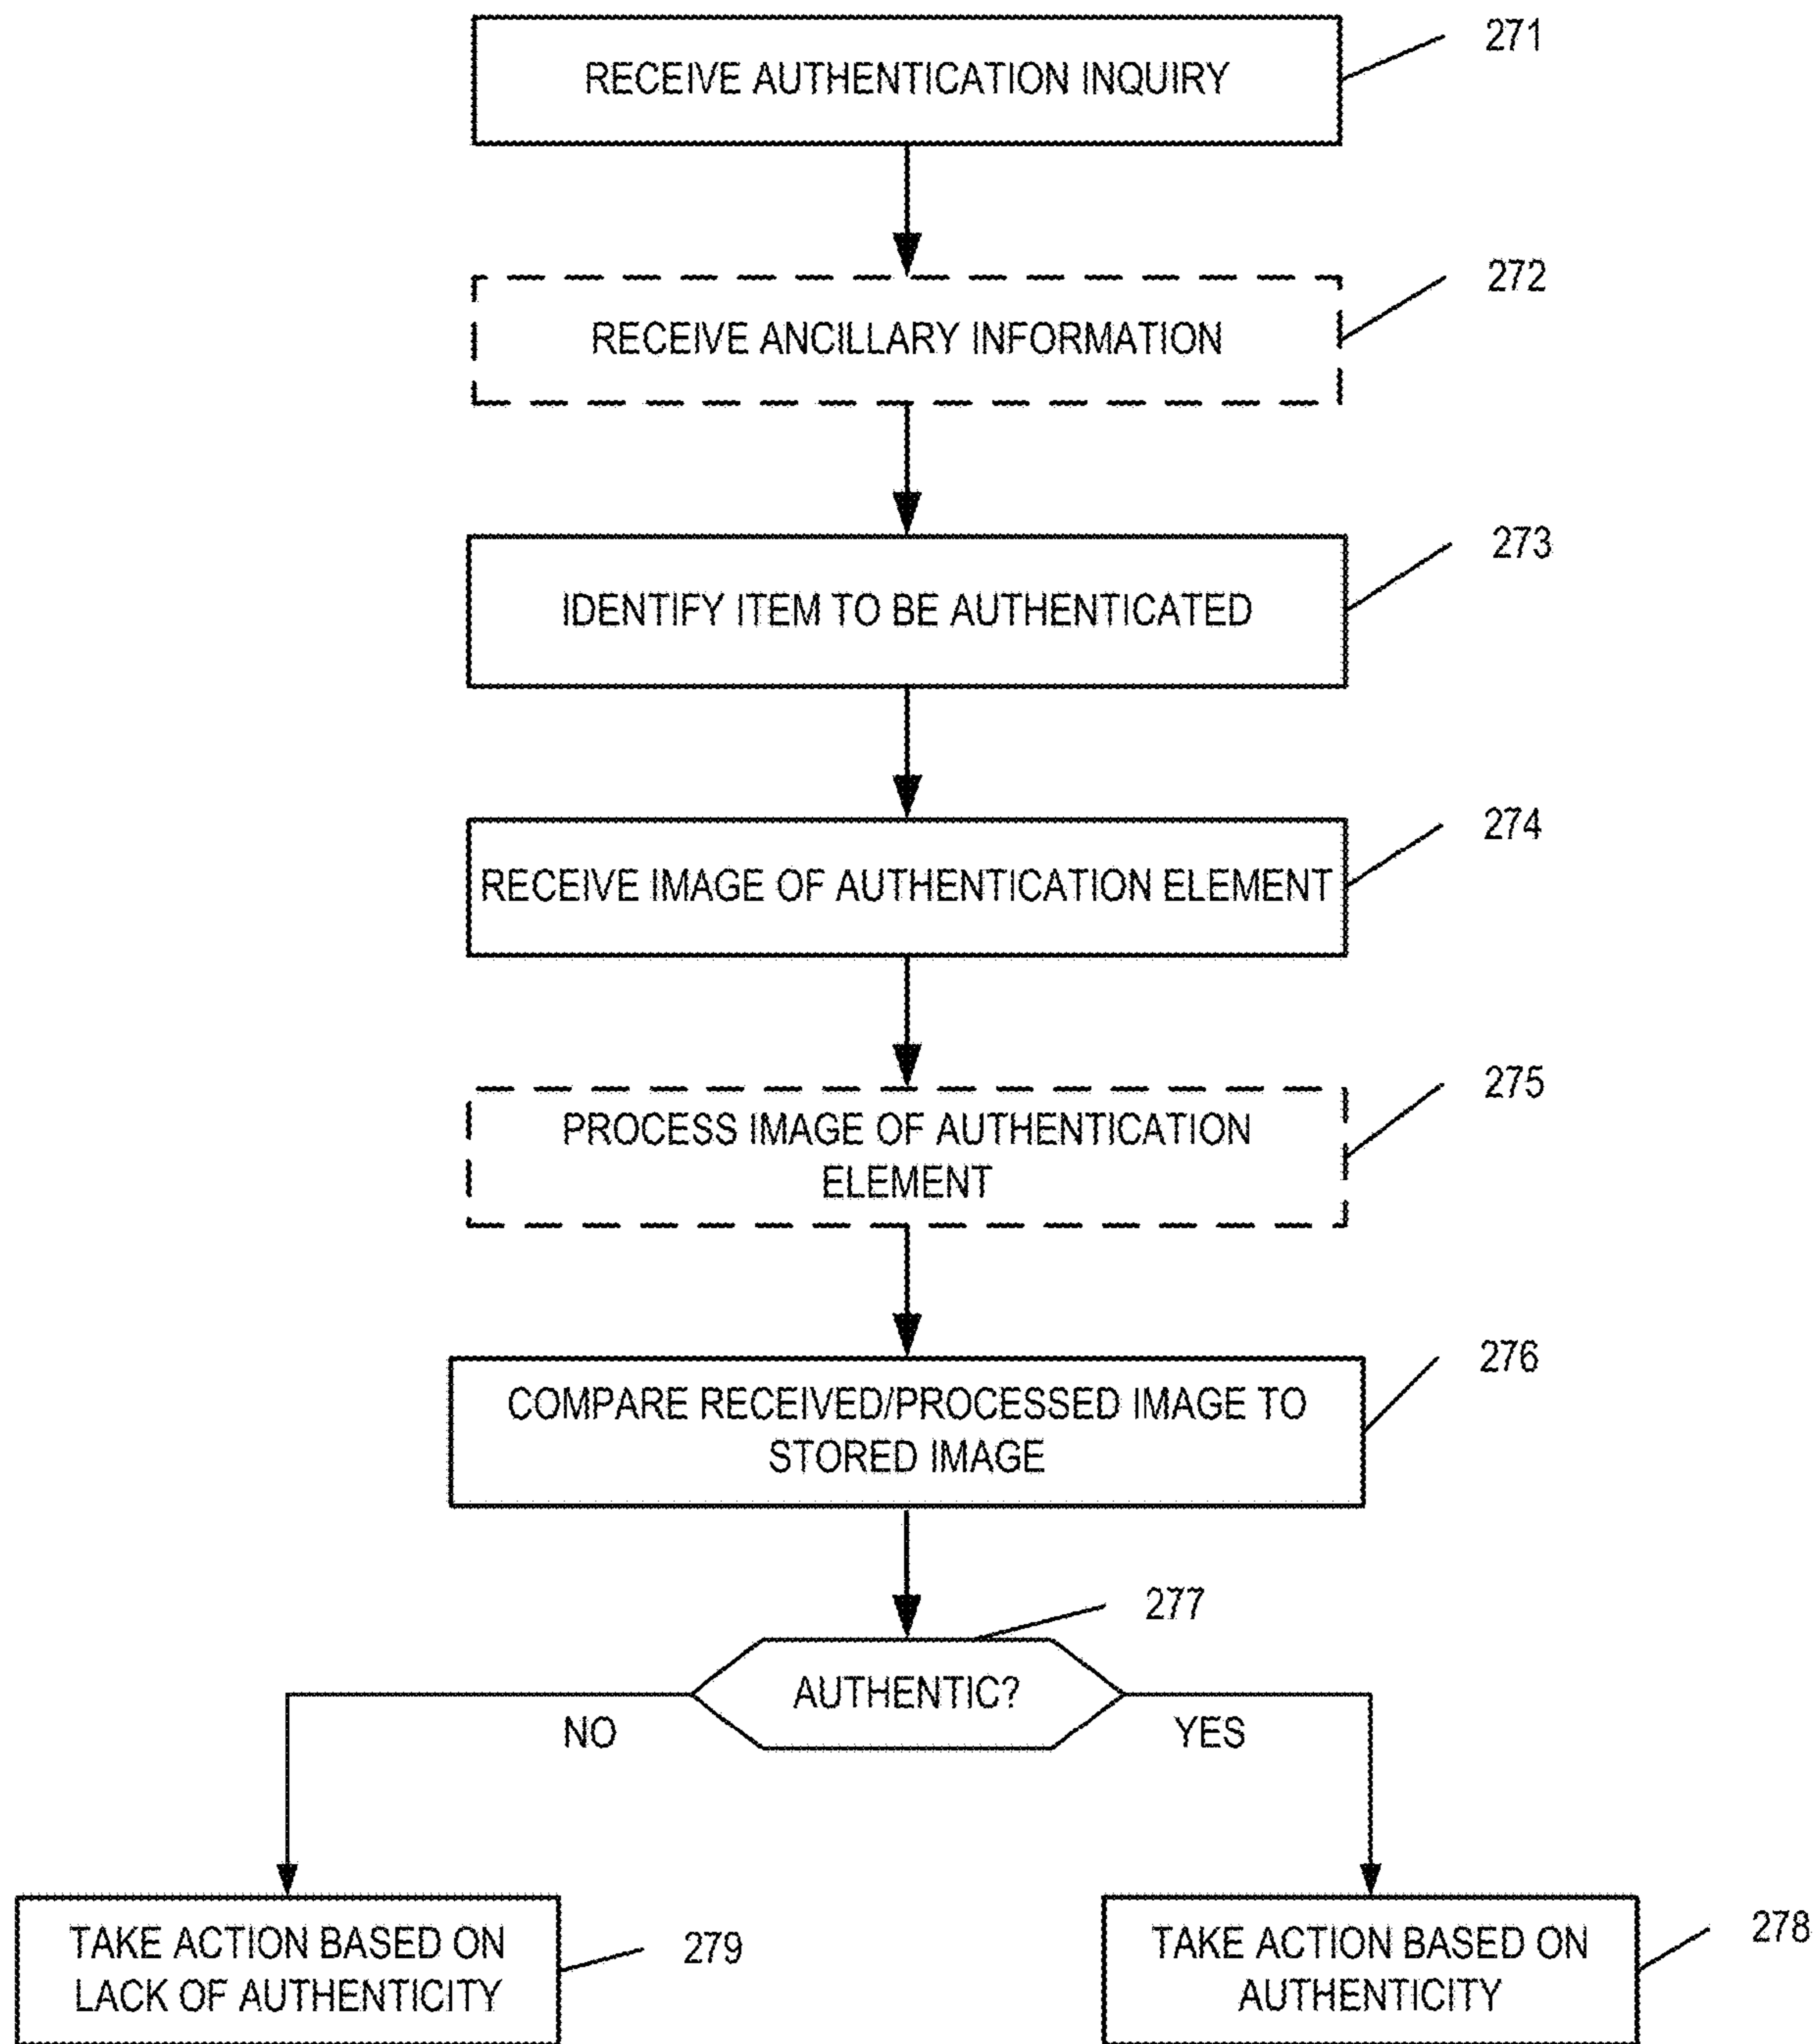 RECEIVE AUTHENTICATION INQUIRY
271
RECEIVE ANCILLARY INFORMATION
272
IDENTIFY ITEM TO BE AUTHENTICATED
273
RECEIVE IMAGE OF AUTHENTICATION ELEMENT
274
PROCESS IMAGE OF AUTHENTICATION
ELEMENT
275
COMPARE RECEIVED/PROCESSED IMAGE TO
STORED IMAGE
276
277
AUTHENTIC?
NO
YES
TAKE ACTION BASED ON
LACK OF AUTHENTICITY
279
TAKE ACTION BASED ON
AUTHENTICITY
278